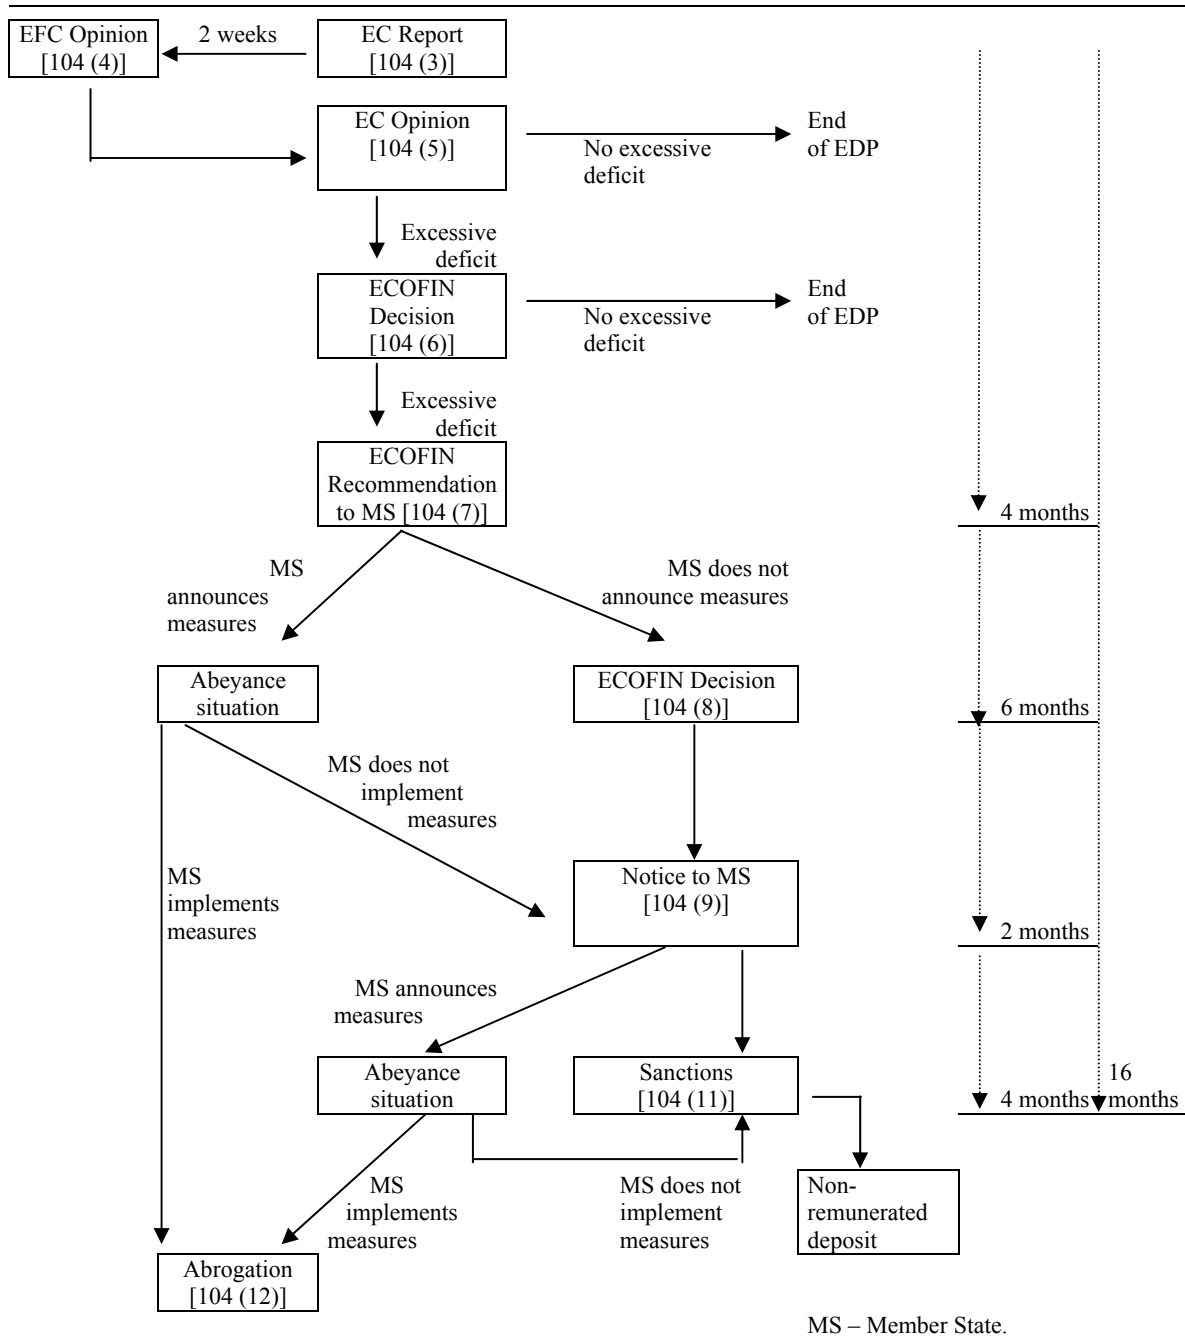 EFC Opinion
[104 (4)]
2 weeks
EC Report
[104 (3)]
EC Opinion
[104 (5)]
No excessive
deficit
End
of EDP
Excessive
deficit
ECOFIN
Decision
[104 (6)]
No excessive
deficit
End
of EDP
Excessive
deficit
ECOFIN
Recommendation
to MS [104 (7)]
4 months
MS
announces
measures
MS does not
announce measures
Abeyance
situation
ECOFIN Decision
[104 (8)]
6 months
MS does not
implement
measures
MS
implements
measures
Notice to MS
[104 (9)]
2 months
MS announces
measures
Abeyance
situation
Sanctions
[104 (11)]
4 months
16
months
MS
implements
measures
MS does not
implement
measures
Non-
remunerated
deposit
Abrogation
[104 (12)]
MS – Member State.